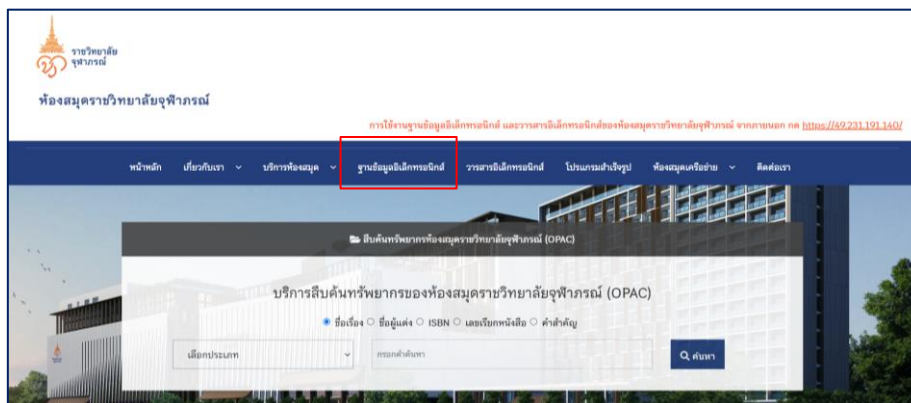 ราชวิทยาลัย
จุฬาภรณ์
ห้องสมุดราชวิทยาลัยจุฬาภรณ์
การใช้งานฐานข้อมูลอิเล็กทรอนิกส์ และวารสารอิเล็กทรอนิกส์ของห้องสมุดราชวิทยาลัยจุฬาภรณ์ จากภายนอก กด https://49.231.191.140/
หน้าหลัก เกี่ยวกับเรา บริการห้องสมุด ฐานข้อมูลอิเล็กทรอนิกส์ วารสารอิเล็กทรอนิกส์ โปรแกรมสำเร็จรูป ห้องสมุดเครือข่าย ติดต่อเรา
สืบค้นทรัพยากรห้องสมุดราชวิทยาลัยจุฬาภรณ์ (OPAC)
บริการสืบค้นทรัพยากรของห้องสมุดราชวิทยาลัยจุฬาภรณ์ (OPAC)
ชื่อเรื่อง ชื่อผู้แต่ง ISBN เลขเรียกหนังสือ คำสำคัญ
เลือกประเภท กรอกคำค้นหา ค้นหา